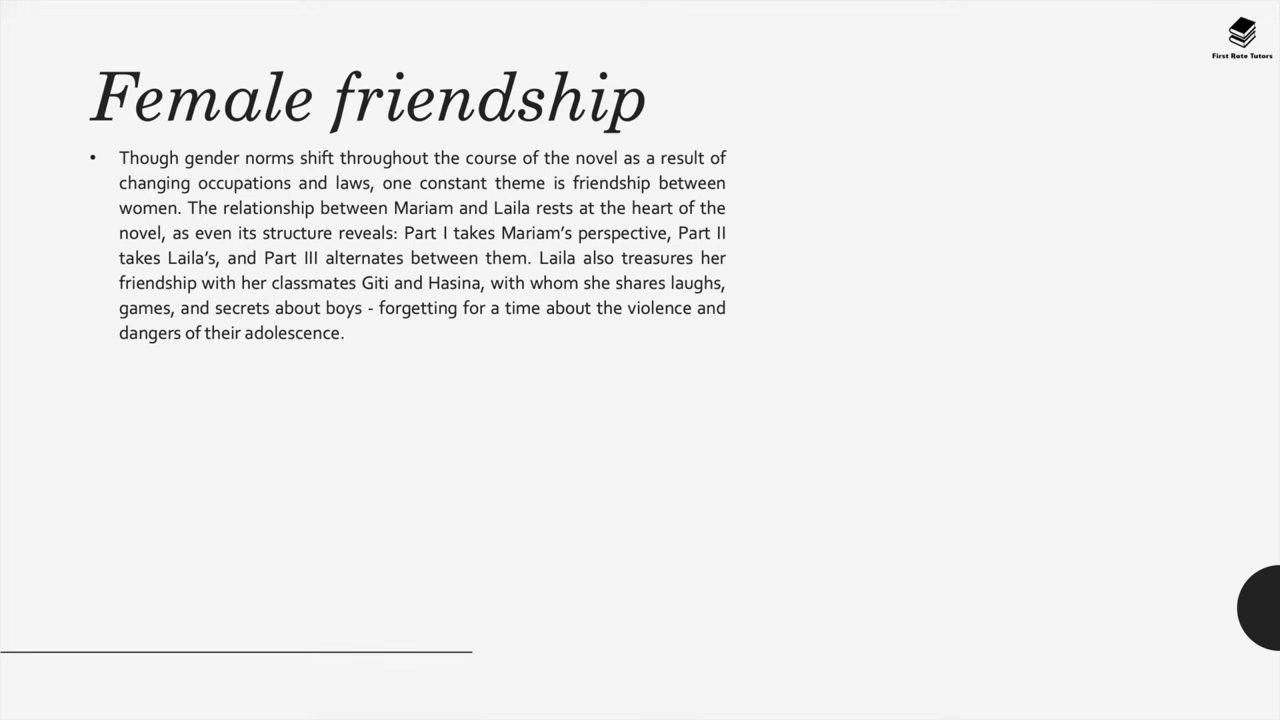 First Rate Tutors
Female friendship
• Though gender norms shift throughout the course of the novel as a result of
changing occupations and laws, one constant theme is friendship between
women. The relationship between Mariam and Laila rests at the heart of the
novel, as even its structure reveals: Part I takes Mariam’s perspective, Part II
takes Laila’s, and Part III alternates between them. Laila also treasures her
friendship with her classmates Giti and Hasina, with whom she shares laughs,
games, and secrets about boys - forgetting for a time about the violence and
dangers of their adolescence.